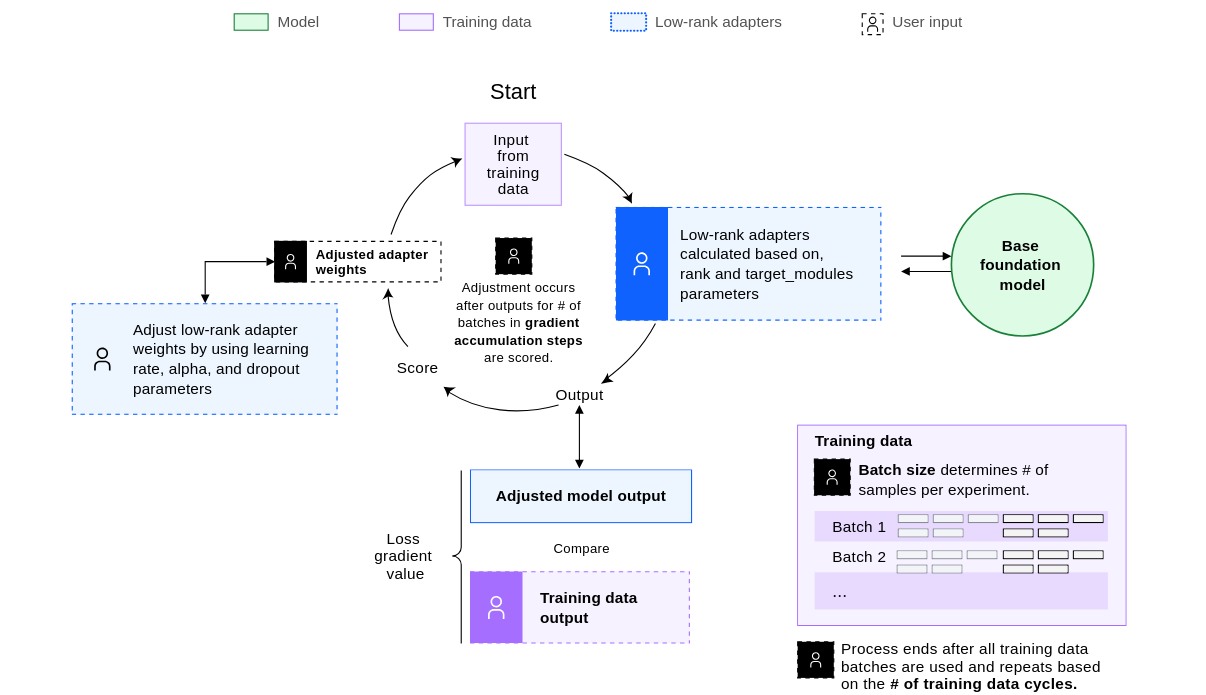 Model
Training data
Low-rank adapters
User input
Start
Input
from
training
data
Low-rank adapters
calculated based on,
rank and target_modules
parameters
Base
foundation
model
Adjusted adapter
weights
Adjustment occurs
after outputs for # of
batches in gradient
accumulation steps
are scored.
Adjust low-rank adapter
weights by using learning
rate, alpha, and dropout
parameters
Score
Output
Adjusted model output
Loss
gradient
value
Compare
Training data
output
Training data
Batch size determines # of
samples per experiment.
Batch 1
Batch 2
...
Process ends after all training data
batches are used and repeats based
on the # of training data cycles.